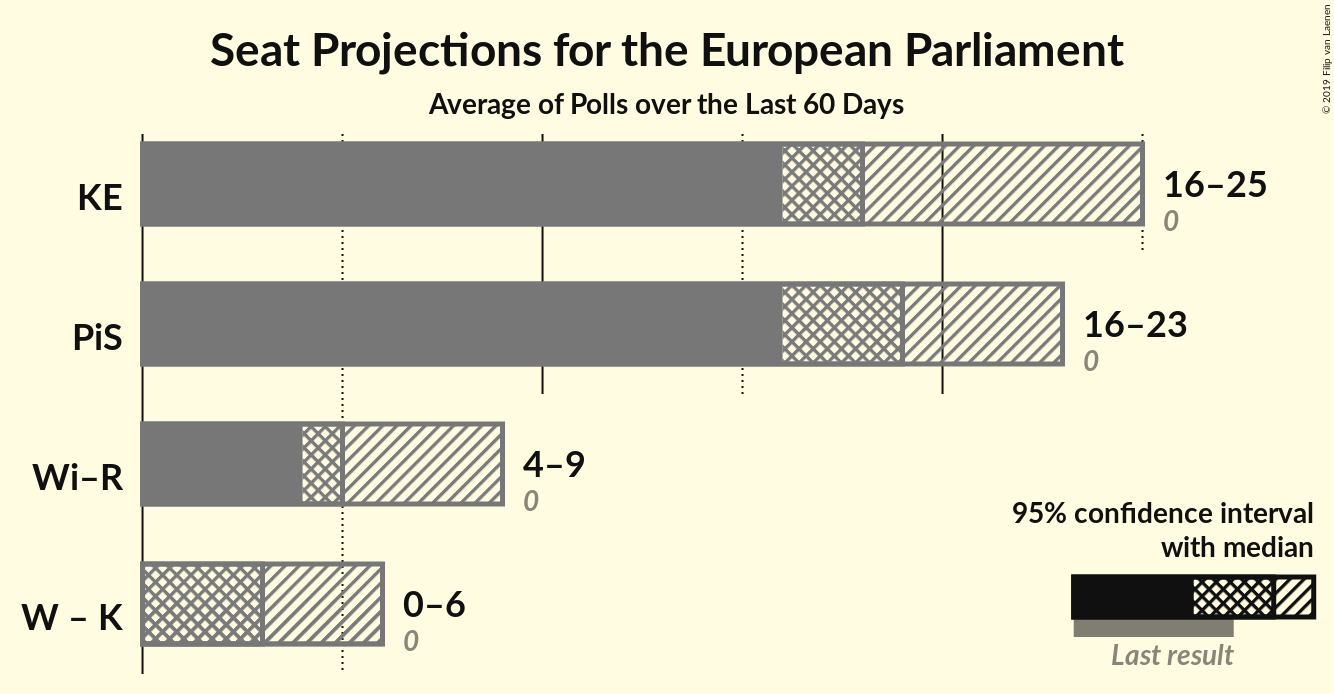 Seat Projections for the European Parliament
Average of Polls over the Last 60 Days
© 2019 Filip van Laenen
KE
16–25
0
PiS
16–23
0
Wi–R
4–9
0
W – K
0–6
0
95% confidence interval
with median
Last result